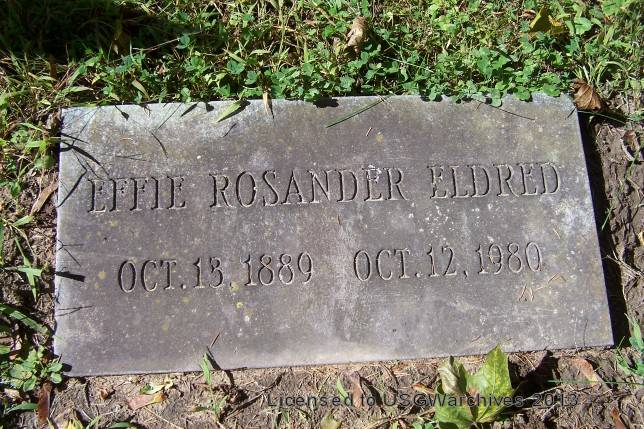 EFFIE ROSANDER ELDRED
OCT. 13, 1889 OCT. 12, 1980
Licensed to USGWarchives 2013